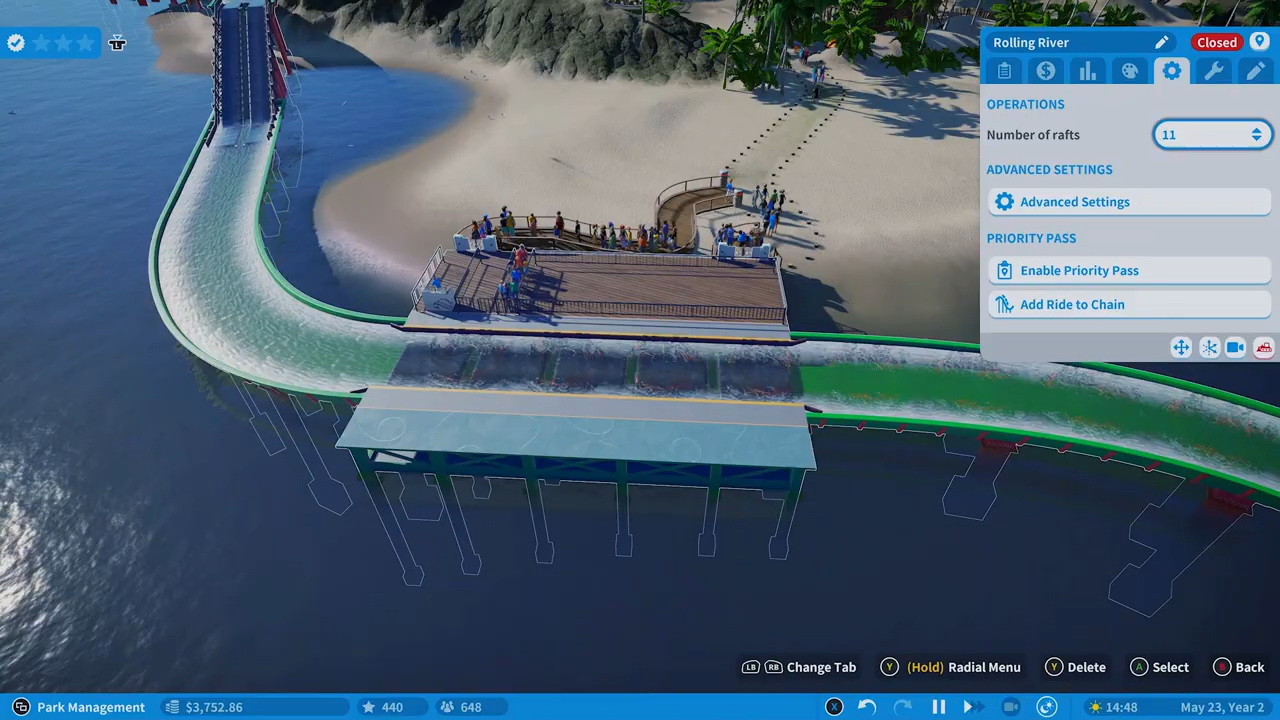 Rolling River
Closed
OPERATIONS
Number of rafts
11
ADVANCED SETTINGS
Advanced Settings
PRIORITY PASS
Enable Priority Pass
Add Ride to Chain
LB RB Change Tab
Y (Hold) Radial Menu
Y Delete
A Select
B Back
Park Management
$3,752.86
440
648
X
14:48
May 23, Year 2